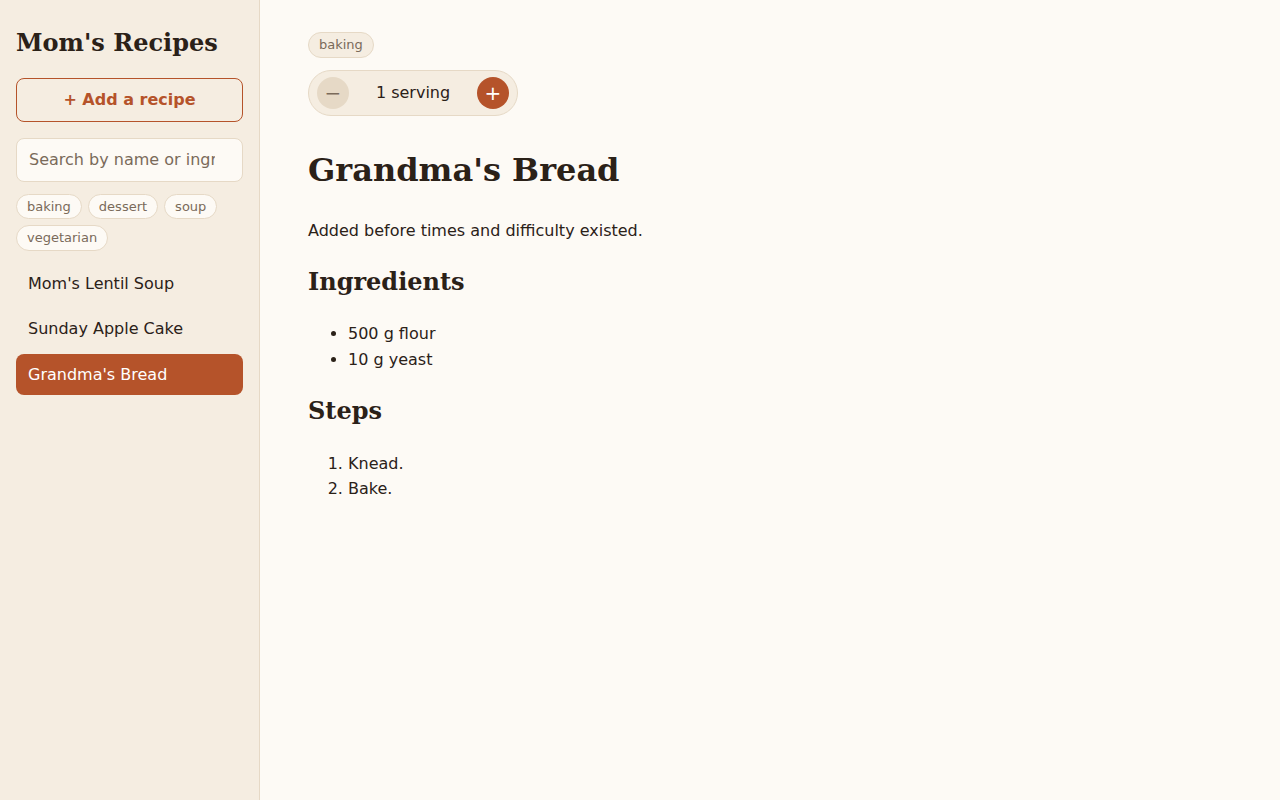 Mom's Recipes
+ Add a recipe
Search by name or ingr
baking dessert soup
vegetarian
Mom's Lentil Soup
Sunday Apple Cake
Grandma's Bread
baking
− 1 serving +
Grandma's Bread
Added before times and difficulty existed.
Ingredients
• 500 g flour
• 10 g yeast
Steps
1. Knead.
2. Bake.